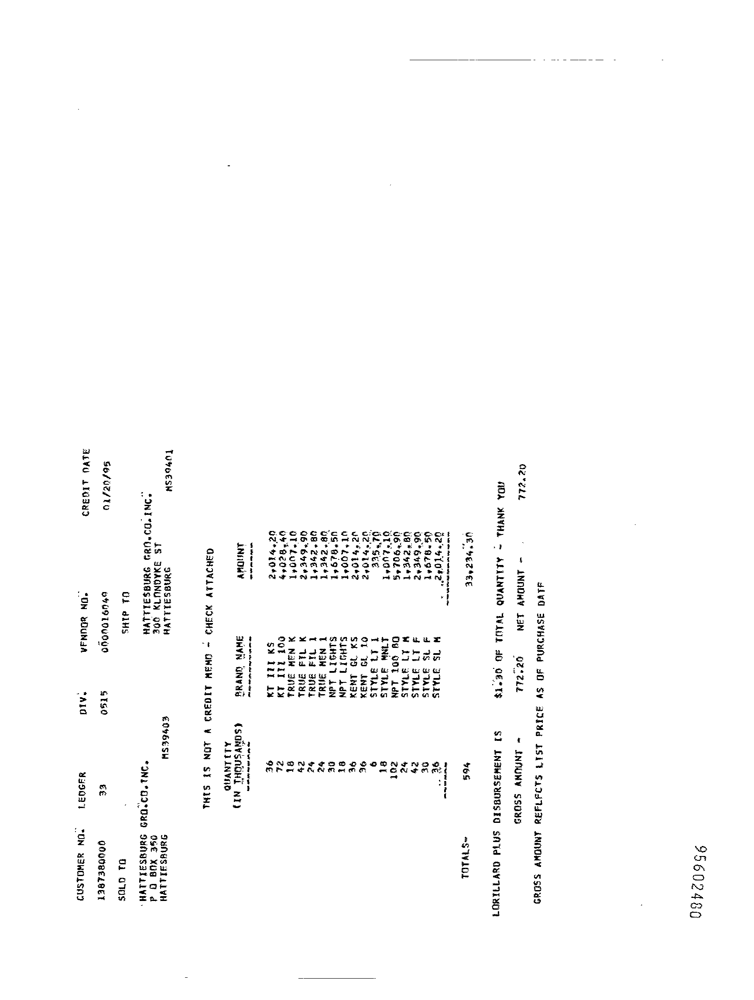 CUSTOMER NO. LEDGER DIV. VENDOR NO. CREDIT DATE
1387380000 33 0515 0000016049 01/20/95
SOLD TO SHIP TO
HATTIESBURG GRO.CO.INC. HATTIESBURG GRO.CO.INC.
P O BOX 350 300 KLONDYKE ST
HATTIESBURG MS39403 HATTIESBURG MS39401
THIS IS NOT A CREDIT MEMO - CHECK ATTACHED
QUANTITY
(IN THOUSANDS) BRAND NAME AMOUNT
36 KT III KS 2,014.20
72 KT III 100 4,028.40
18 TRUE MEN K 1,007.10
42 TRUE FIL K 2,349.90
24 TRUE FIL 1 1,342.80
24 TRUE MEN 1 1,342.80
30 NPT LIGHTS 1,678.50
18 NPT LIGHTS 1,007.10
36 KENT GL KS 2,014.20
36 KENT GL 10 2,014.20
6 STYLE LT 1 335.70
18 STYLE MNLT 1,007.10
102 NPT 100 BO 5,706.90
24 STYLE LT M 1,342.80
42 STYLE LT F 2,349.90
30 STYLE SL F 1,678.50
36 STYLE SL M 2,014.20
TOTALS- 594 33,234.30
LORILLARD PLUS DISBURSEMENT IS $1.30 OF TOTAL QUANTITY - THANK YOU
GROSS AMOUNT - 772.20 NET AMOUNT - 772.20
GROSS AMOUNT REFLECTS LIST PRICE AS OF PURCHASE DATE
95602480